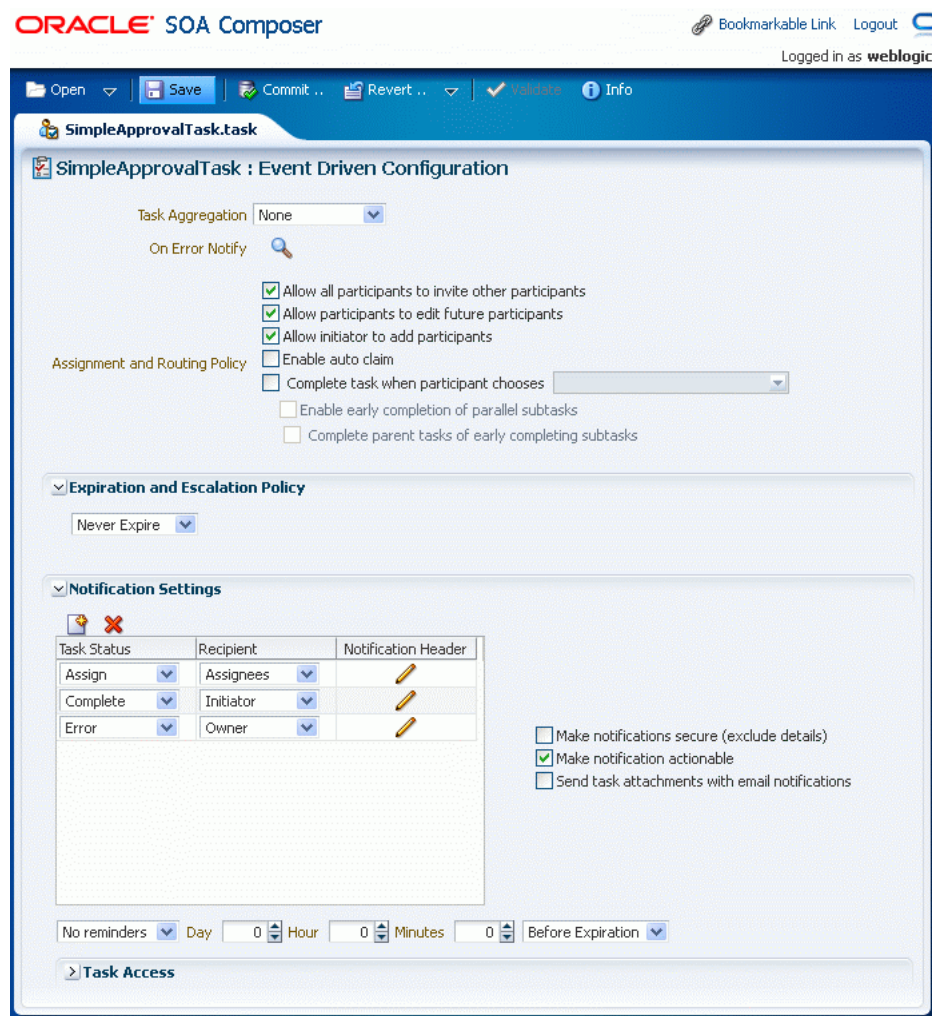 ORACLE SOA Composer
Bookmarkable Link Logout
Logged in as weblogic
Open Save Commit .. Revert .. Validate Info
SimpleApprovalTask.task
SimpleApprovalTask : Event Driven Configuration
Task Aggregation None
On Error Notify
Allow all participants to invite other participants
Allow participants to edit future participants
Allow initiator to add participants
Assignment and Routing Policy Enable auto claim
Complete task when participant chooses
Enable early completion of parallel subtasks
Complete parent tasks of early completing subtasks
Expiration and Escalation Policy
Never Expire
Notification Settings
Task Status Recipient Notification Header
Assign Assignees
Complete Initiator
Error Owner
Make notifications secure (exclude details)
Make notification actionable
Send task attachments with email notifications
No reminders Day 0 Hour 0 Minutes 0 Before Expiration
Task Access